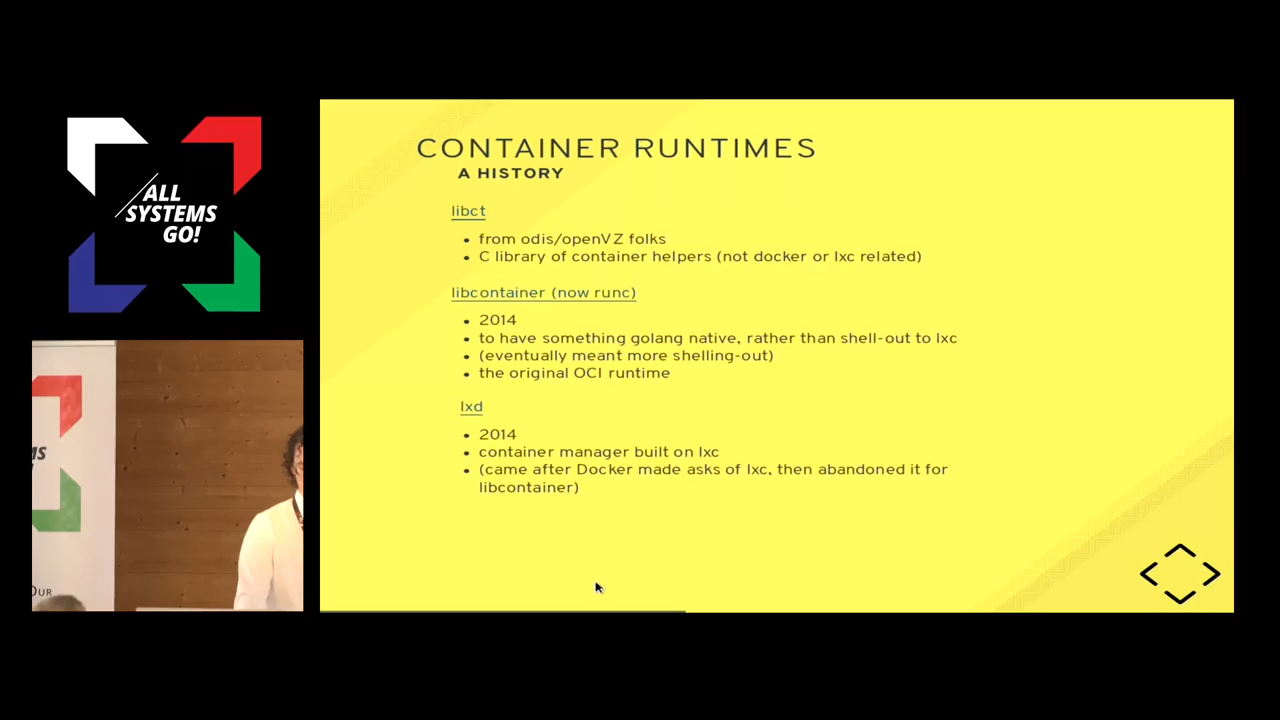 ALL
SYSTEMS
GO!
CONTAINER RUNTIMES
A HISTORY
libct
from odis/openVZ folks
C library of container helpers (not docker or lxc related)
libcontainer (now runc)
2014
to have something golang native, rather than shell-out to lxc
(eventually meant more shelling-out)
the original OCI runtime
lxd
2014
container manager built on lxc
(came after Docker made asks of lxc, then abandoned it for
libcontainer)
MS
OUR